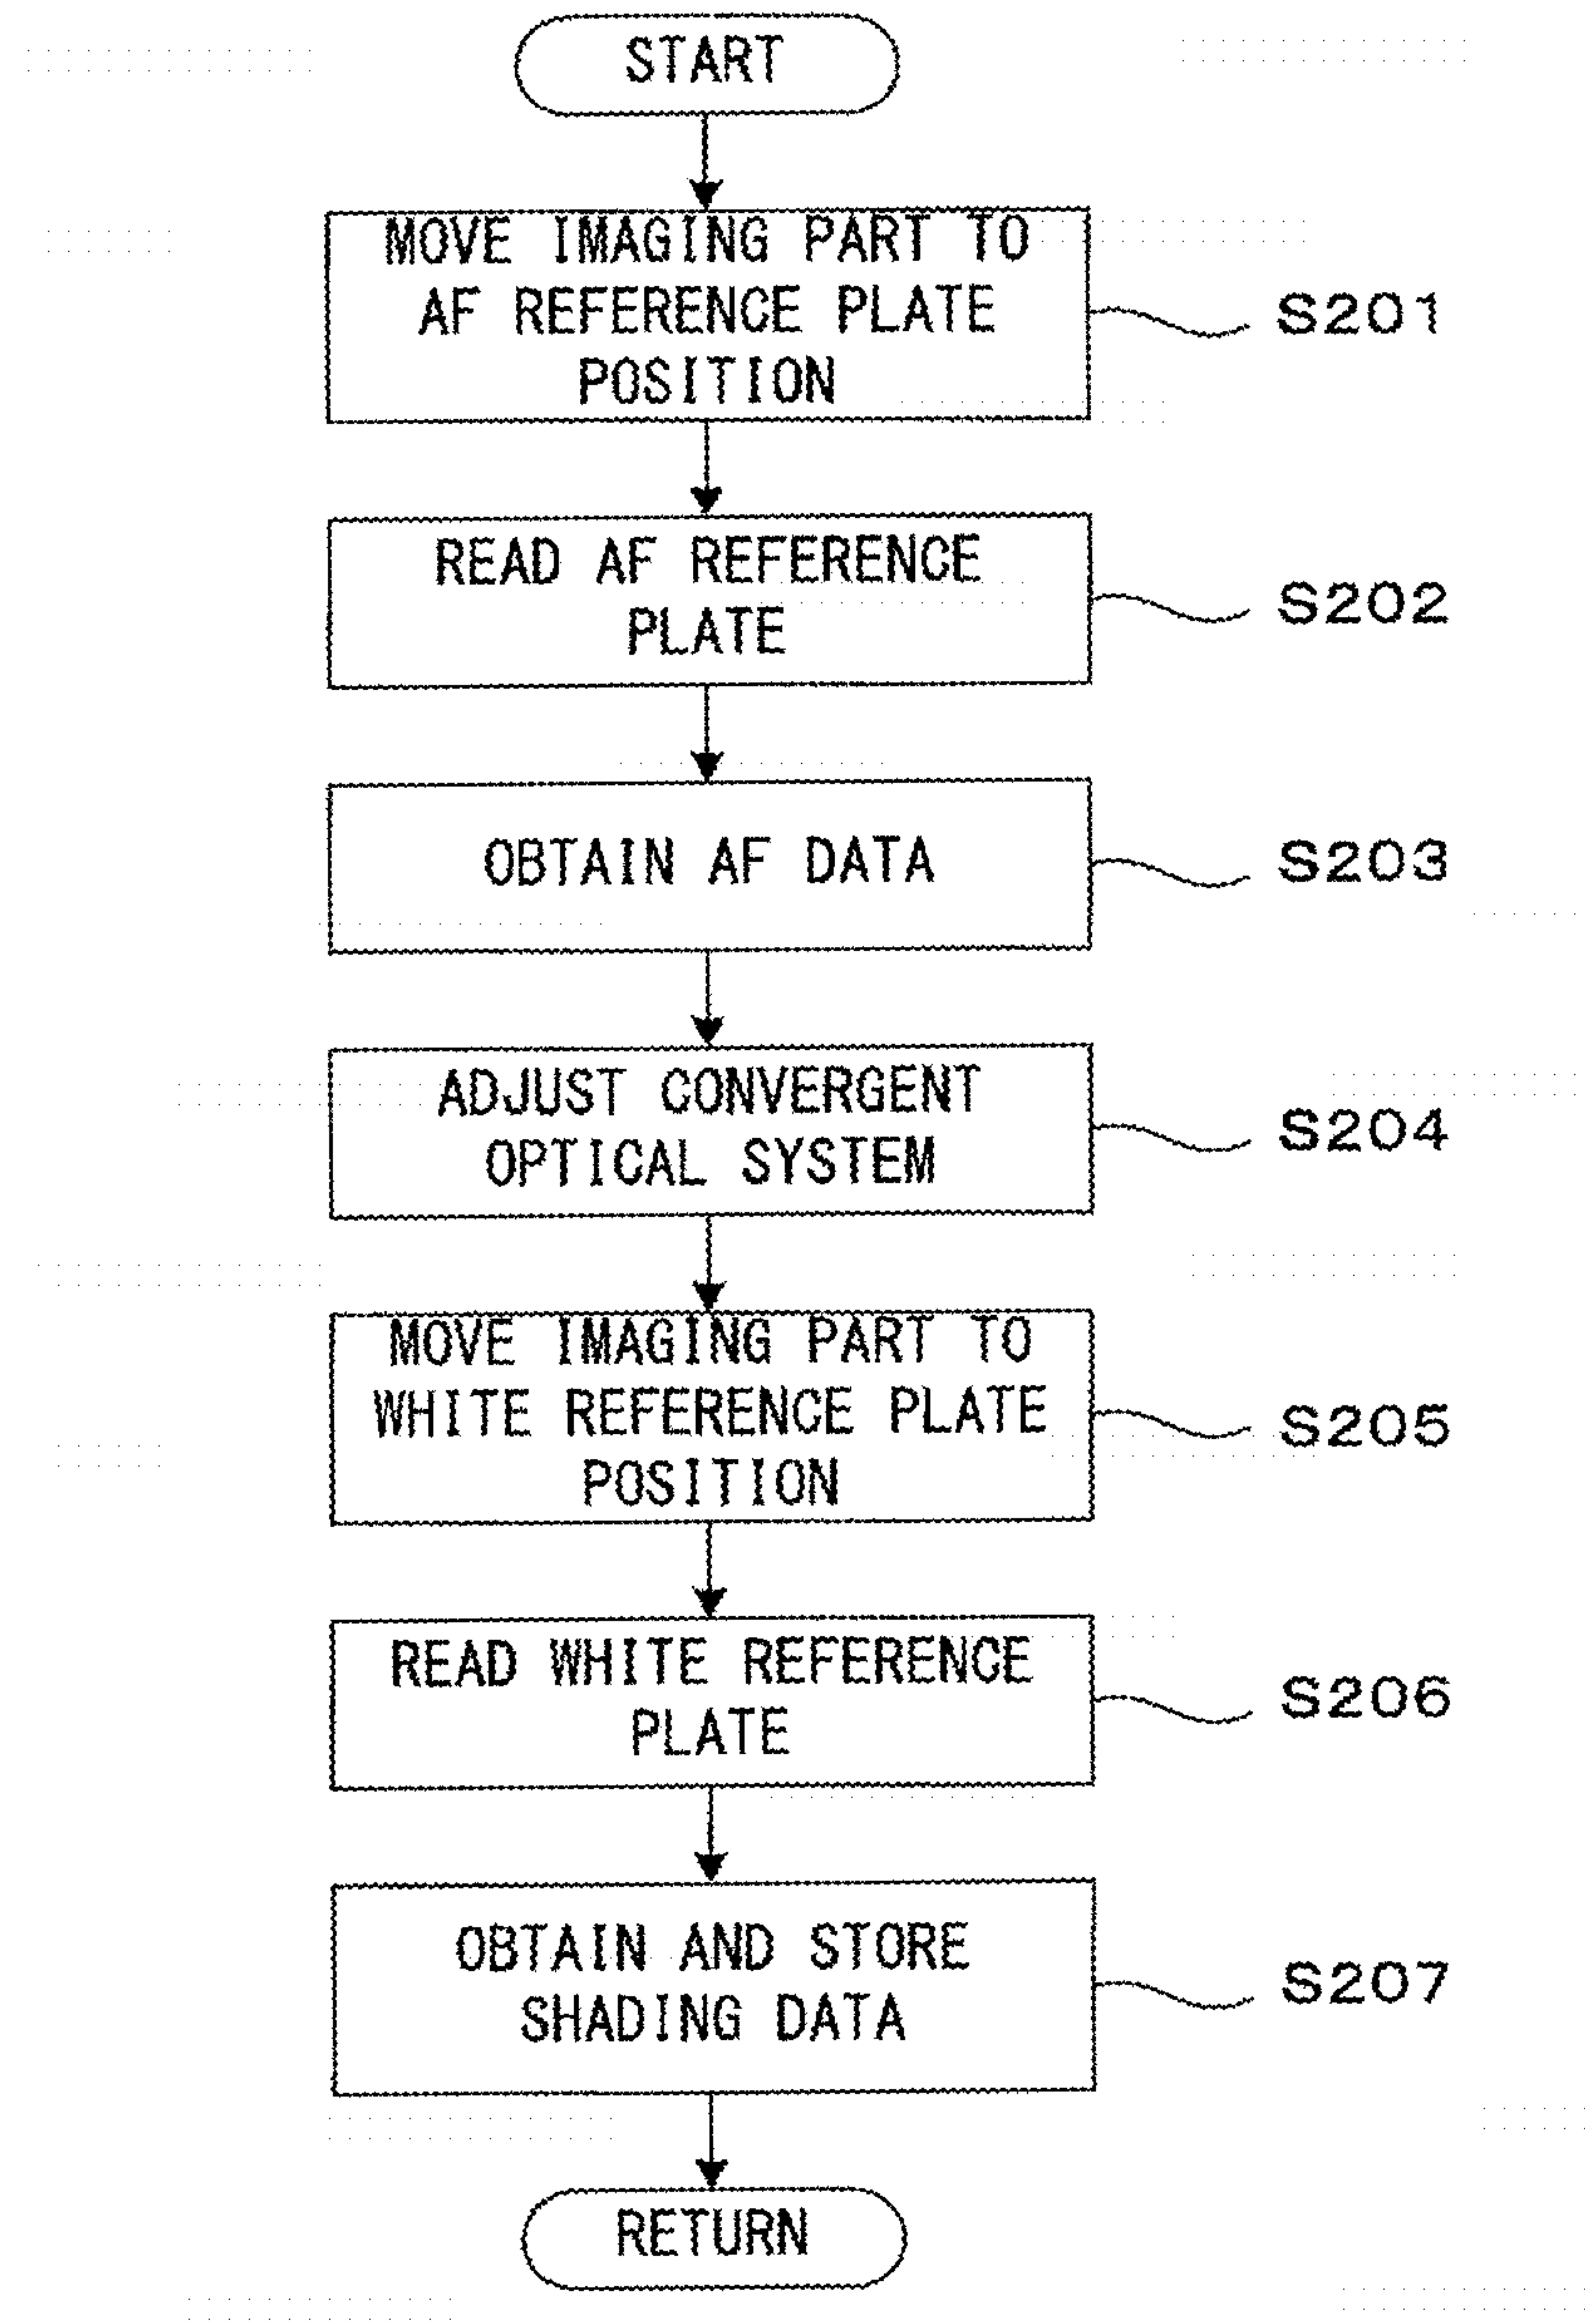 START
MOVE IMAGING PART TO
AF REFERENCE PLATE
POSITION
S201
READ AF REFERENCE
PLATE
S202
OBTAIN AF DATA
S203
ADJUST CONVERGENT
OPTICAL SYSTEM
S204
MOVE IMAGING PART TO
WHITE REFERENCE PLATE
POSITION
S205
READ WHITE REFERENCE
PLATE
S206
OBTAIN AND STORE
SHADING DATA
S207
RETURN